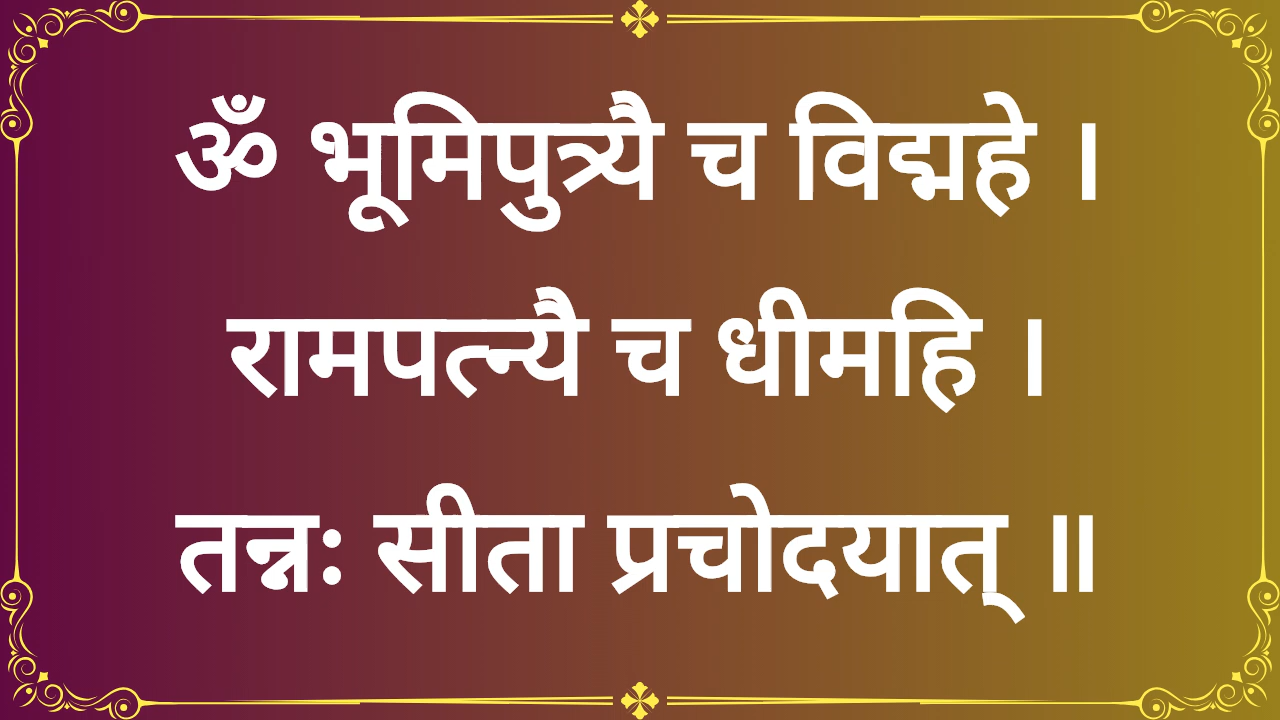 ॐ भूमिपुत्र्यै च विद्महे ।
रामपत्न्यै च धीमहि ।
तन्नः सीता प्रचोदयात् ॥